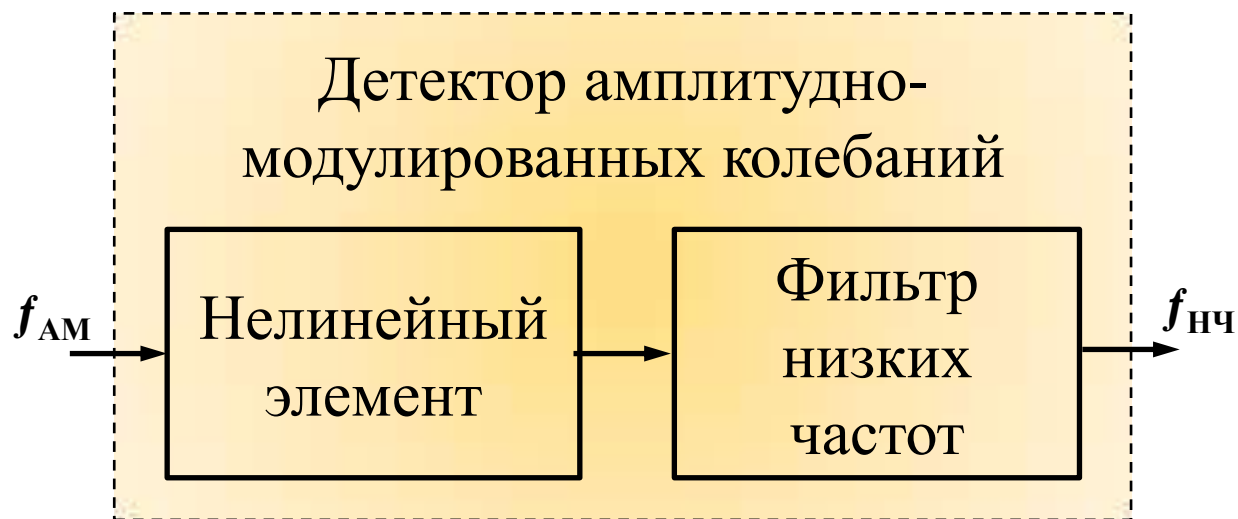 Детектор амплитудно-
модулированных колебаний
fАМ
Нелинейный
элемент
Фильтр
низких
частот
fНЧ